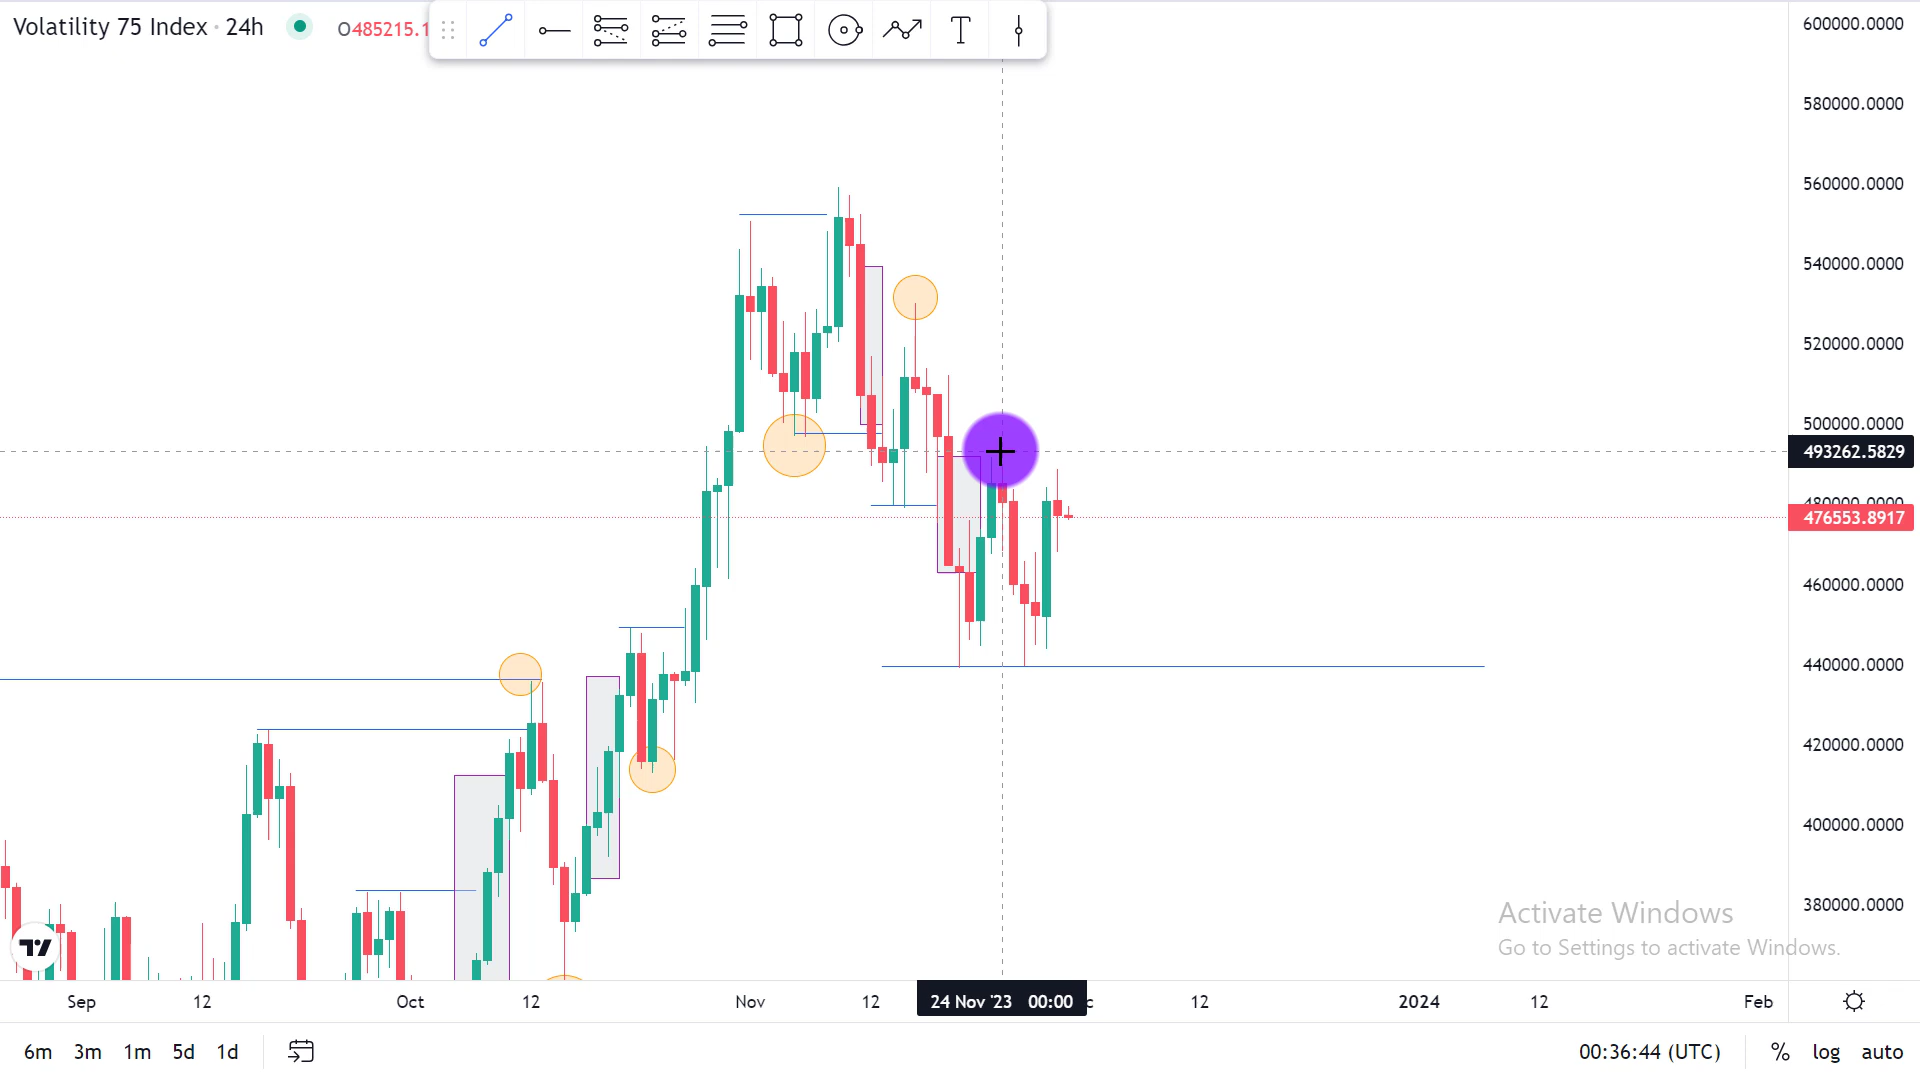 Volatility 75 Index · 24h
O485215.1
T
600000.0000
580000.0000
560000.0000
540000.0000
520000.0000
500000.0000
493262.5829
480000.0000
476553.8917
460000.0000
440000.0000
420000.0000
400000.0000
380000.0000
Activate Windows
Go to Settings to activate Windows.
Sep 12 Oct 12 Nov 12 24 Nov '23 00:00 c 12 2024 12 Feb
6m 3m 1m 5d 1d 00:36:44 (UTC) % log auto